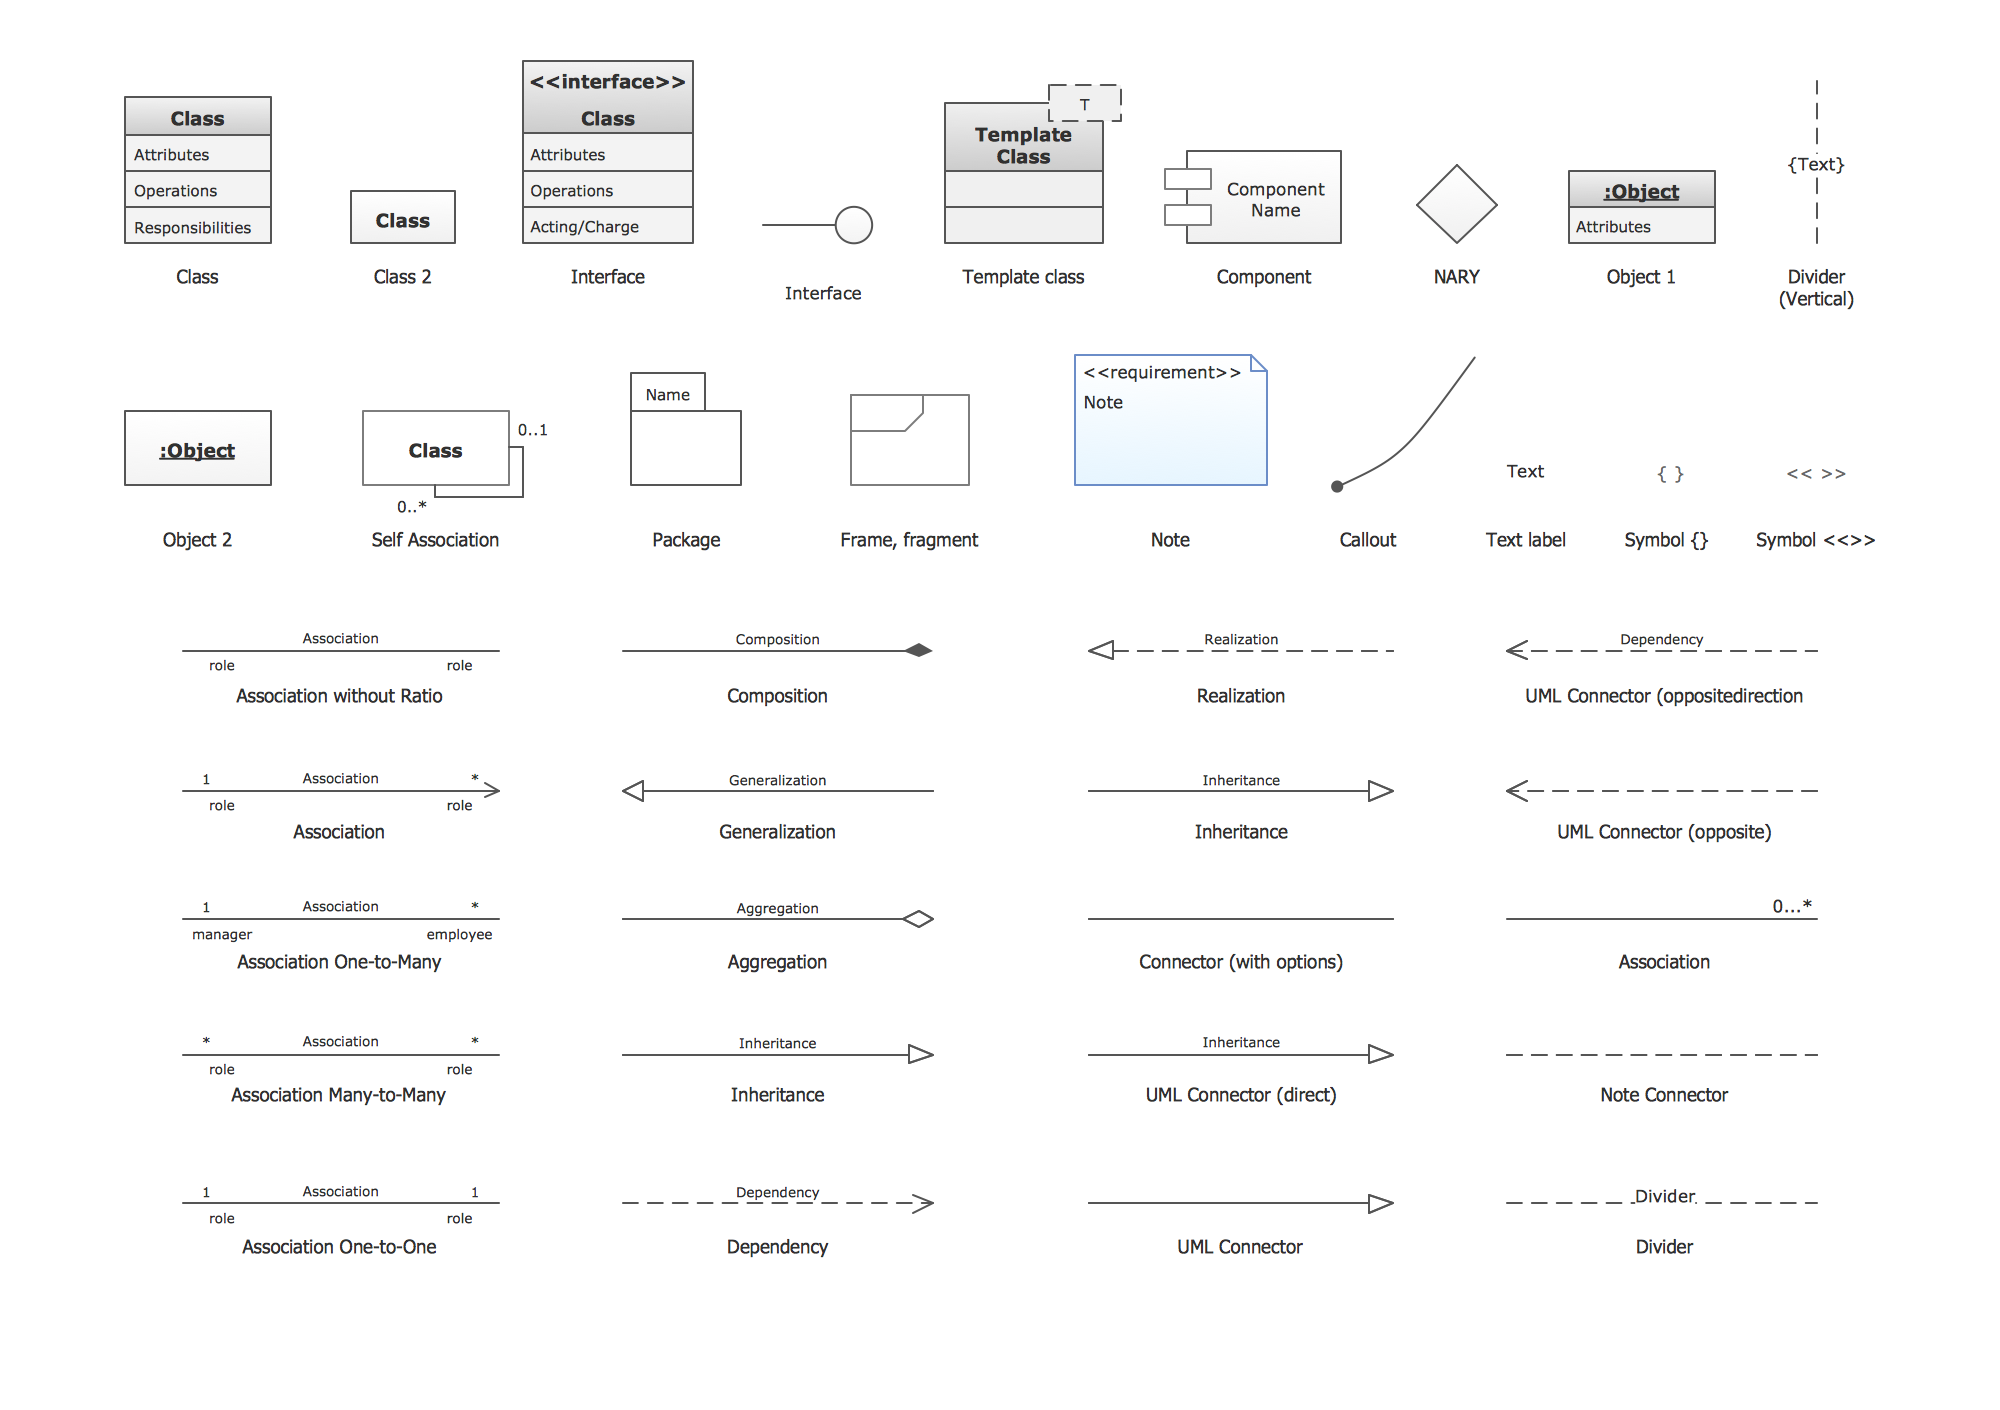 Class
Attributes
Operations
Responsibilities
Class
Class
Class 2
<<interface>>
Class
Attributes
Operations
Acting/Charge
Interface
Interface
T
Template
Class
Template class
Component
Name
Component
NARY
:Object
Attributes
Object 1
{Text}
Divider
(Vertical)
:Object
Object 2
Class
0..1
0..*
Self Association
Name
Package
Frame, fragment
<<requirement>>
Note
Note
Callout
Text
Text label
{ }
Symbol {}
<< >>
Symbol <<>>
Association
role role
Association without Ratio
Composition
Composition
Realization
Realization
Dependency
UML Connector (oppositedirection
1 Association *
role role
Association
Generalization
Generalization
Inheritance
Inheritance
UML Connector (opposite)
1 Association *
manager employee
Association One-to-Many
Aggregation
Aggregation
Connector (with options)
0...*
Association
* Association *
role role
Association Many-to-Many
Inheritance
Inheritance
Inheritance
UML Connector (direct)
Note Connector
1 Association 1
role role
Association One-to-One
Dependency
Dependency
UML Connector
Divider
Divider